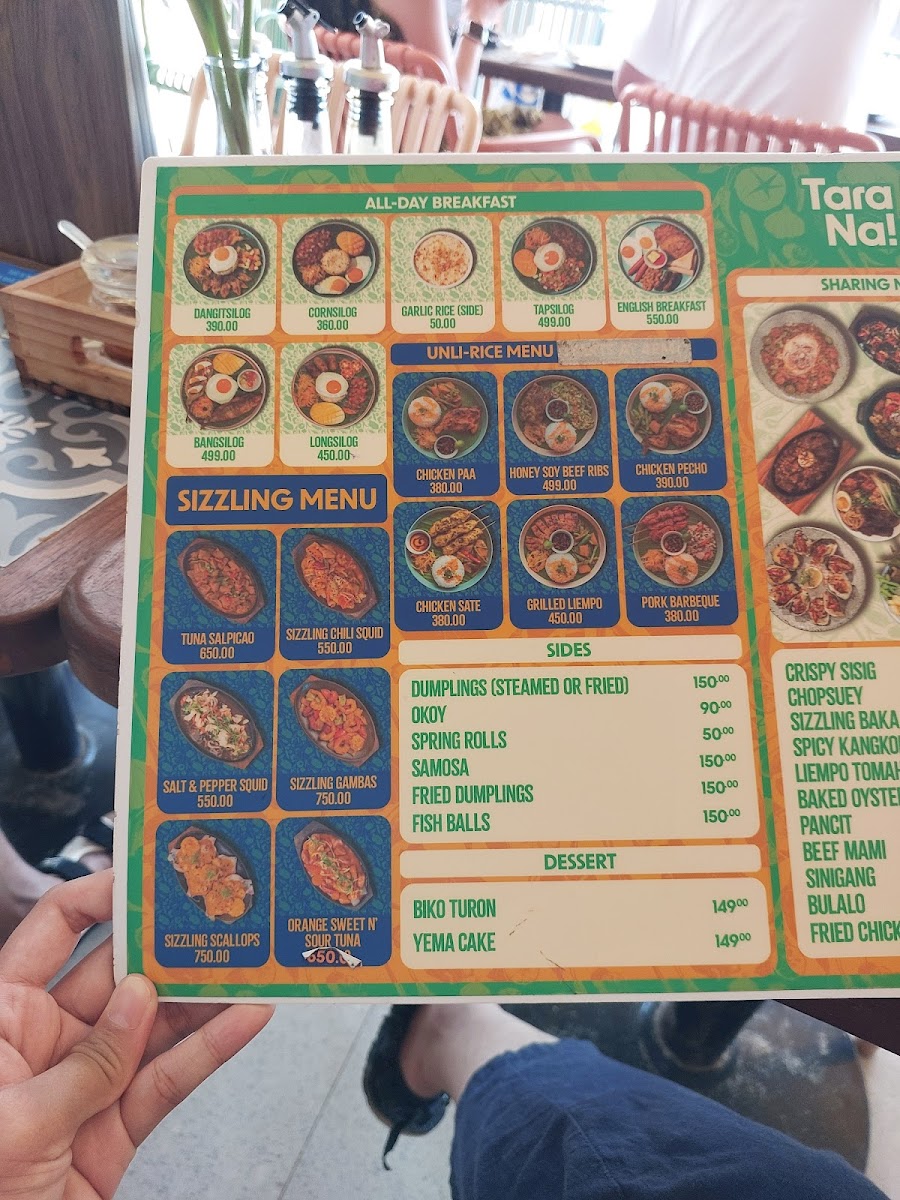 ALL-DAY BREAKFAST
DANGITSILOG
390.00
CORNSILOG
360.00
GARLIC RICE (SIDE)
50.00
TAPSILOG
499.00
ENGLISH BREAKFAST
550.00
BANGSILOG
499.00
LONGSILOG
450.00
UNLI-RICE MENU
CHICKEN PAA
380.00
HONEY SOY BEEF RIBS
499.00
CHICKEN PECHO
390.00
CHICKEN SATE
380.00
GRILLED LIEMPO
450.00
PORK BARBEQUE
380.00
SIZZLING MENU
TUNA SALPICAO
650.00
SIZZLING CHILI SQUID
550.00
SALT & PEPPER SQUID
550.00
SIZZLING GAMBAS
750.00
SIZZLING SCALLOPS
750.00
ORANGE SWEET N'
SOUR TUNA
SIDES
DUMPLINGS (STEAMED OR FRIED) 150.00
OKOY 90.00
SPRING ROLLS 50.00
SAMOSA 150.00
FRIED DUMPLINGS 150.00
FISH BALLS 150.00
DESSERT
BIKO TURON 149.00
YEMA CAKE 149.00
Tara
Na!
SHARING
CRISPY SISIG
CHOPSUEY
SIZZLING
SPICY
LIEMPO
BAKED
PANCIT
BEEF MAMI
SINIGANG
BULALO
FRIED